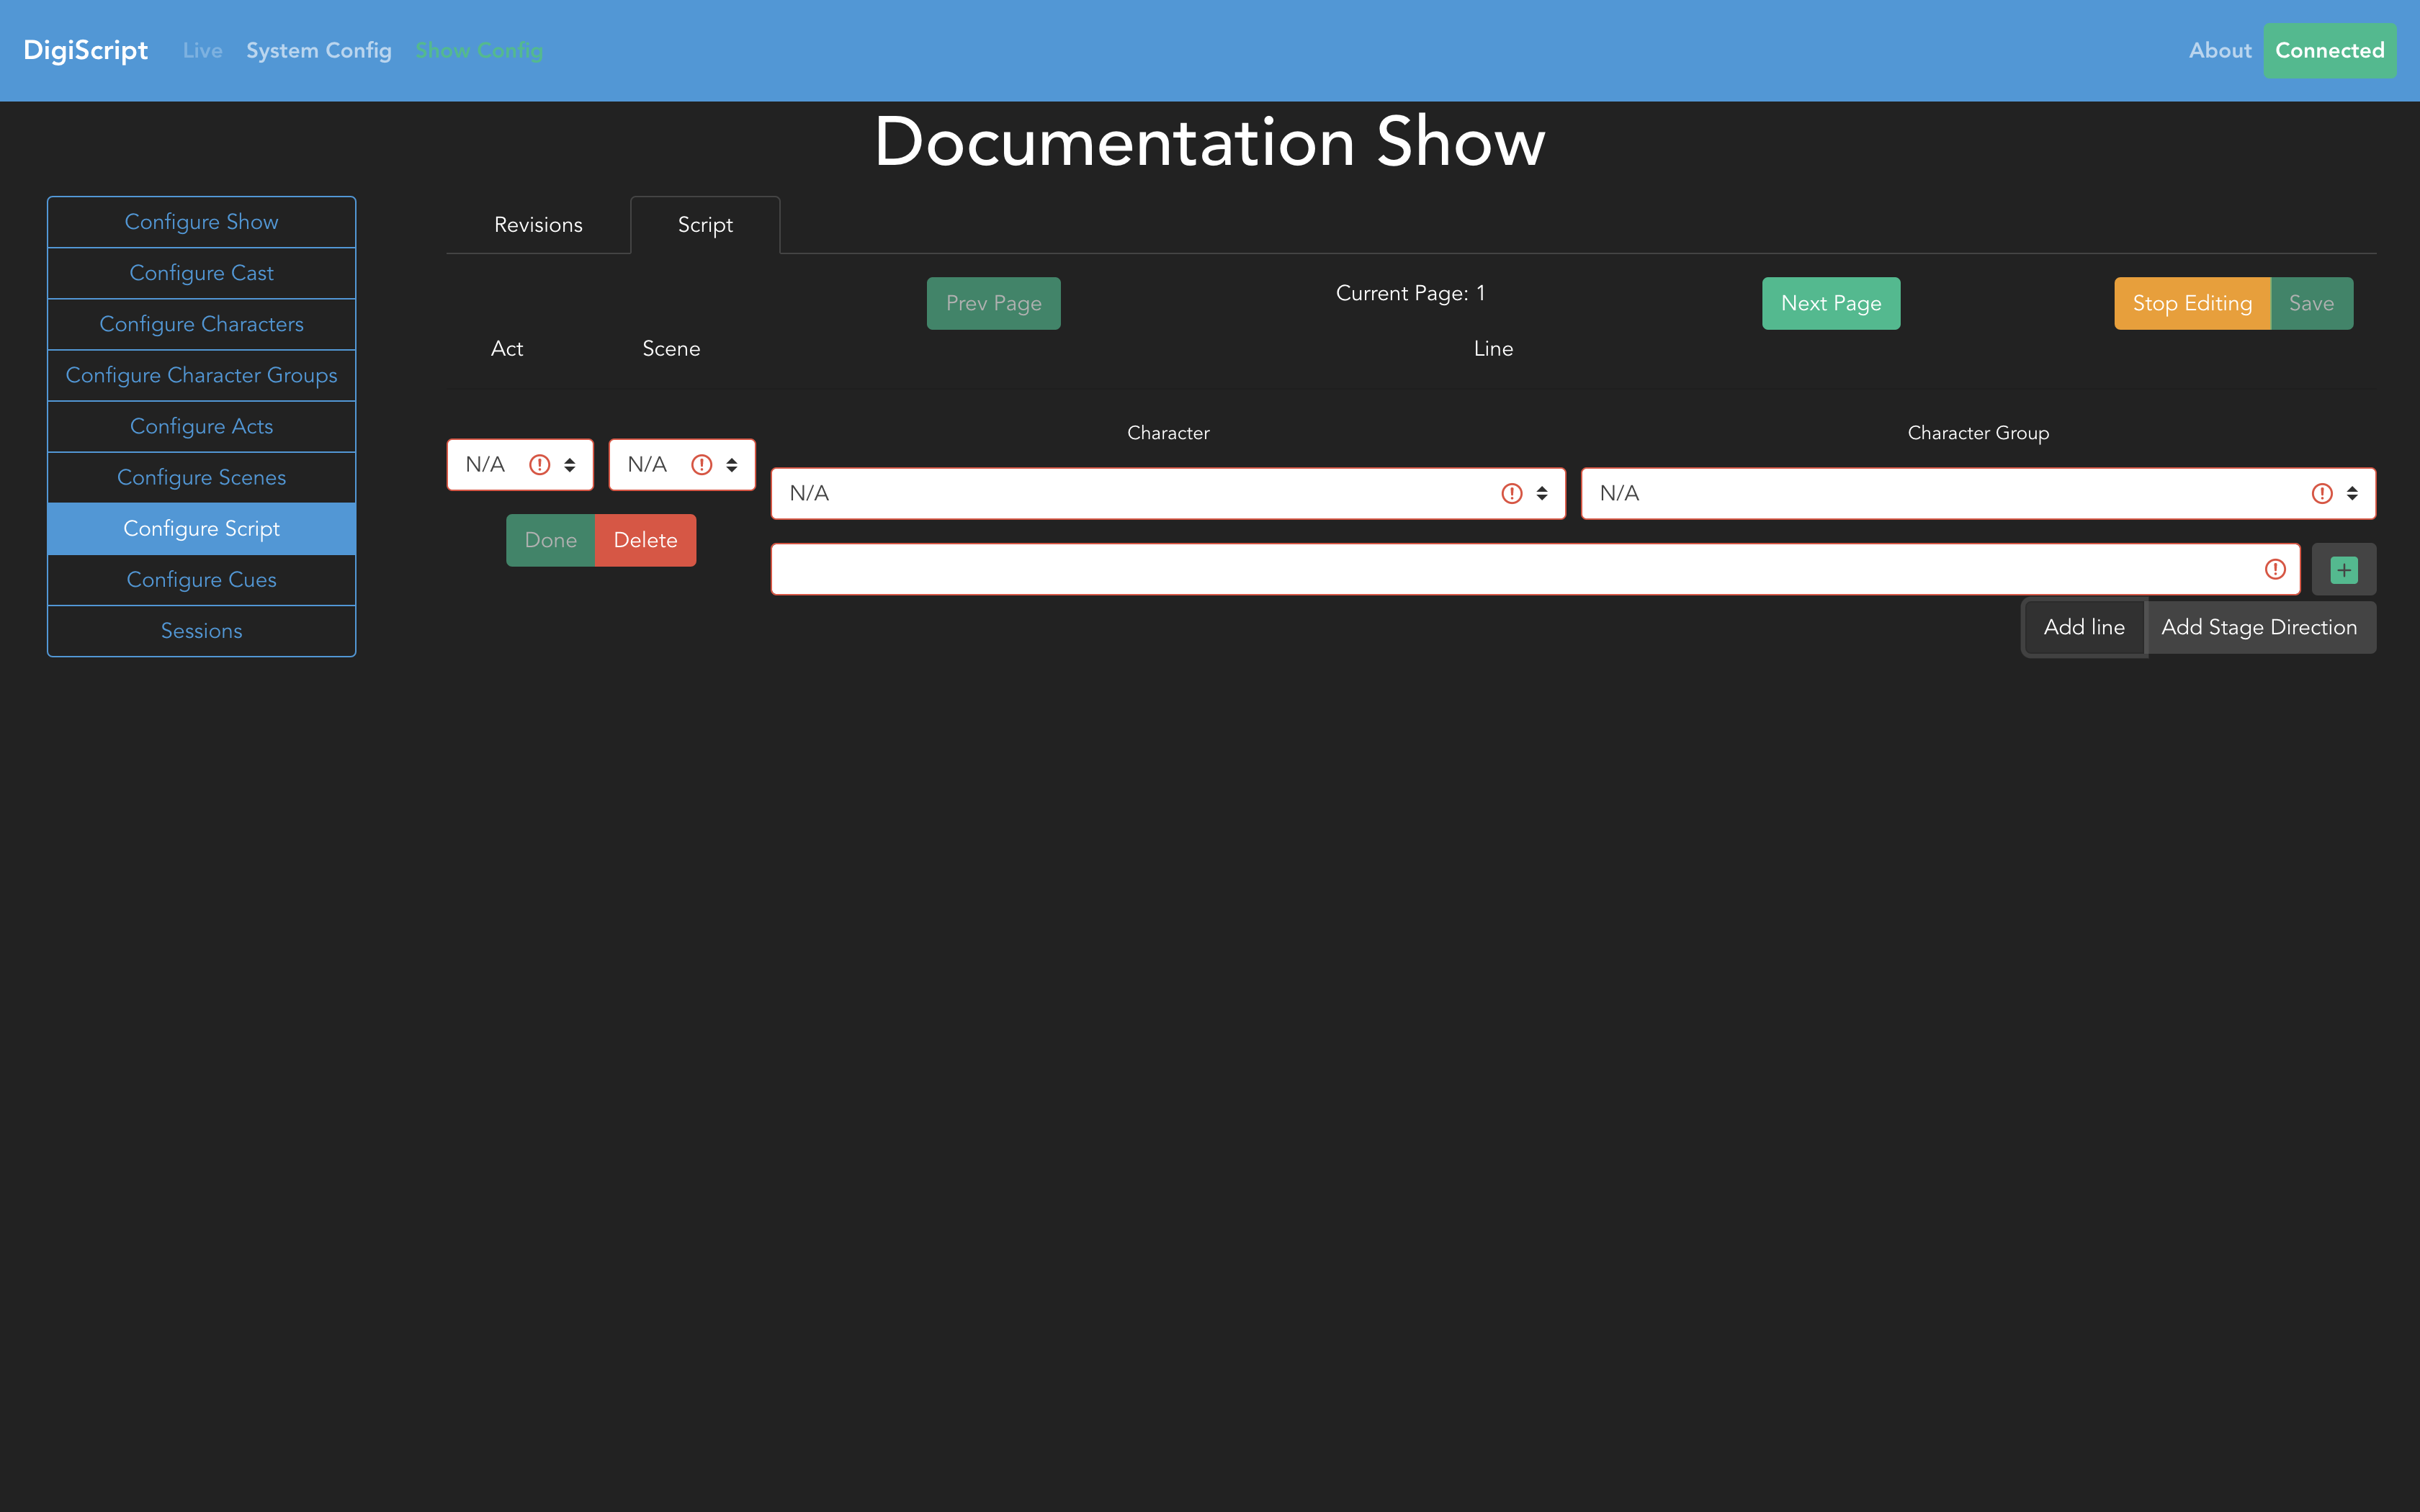 DigiScript Live System Config Show Config About Connected
Documentation Show
Configure Show
Configure Cast
Configure Characters
Configure Character Groups
Configure Acts
Configure Scenes
Configure Script
Configure Cues
Sessions
Revisions Script
Prev Page Current Page: 1 Next Page Stop Editing Save
Act Scene Line
Character Character Group
N/A N/A N/A N/A
Done Delete
Add line Add Stage Direction